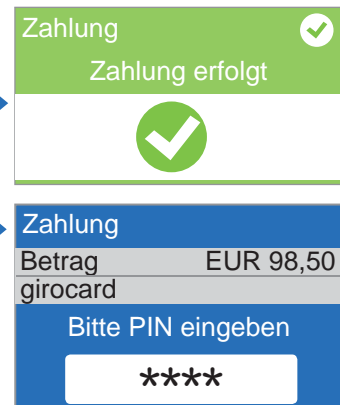 Zahlung
Zahlung erfolgt
Zahlung
Betrag EUR 98,50
girocard
Bitte PIN eingeben
****